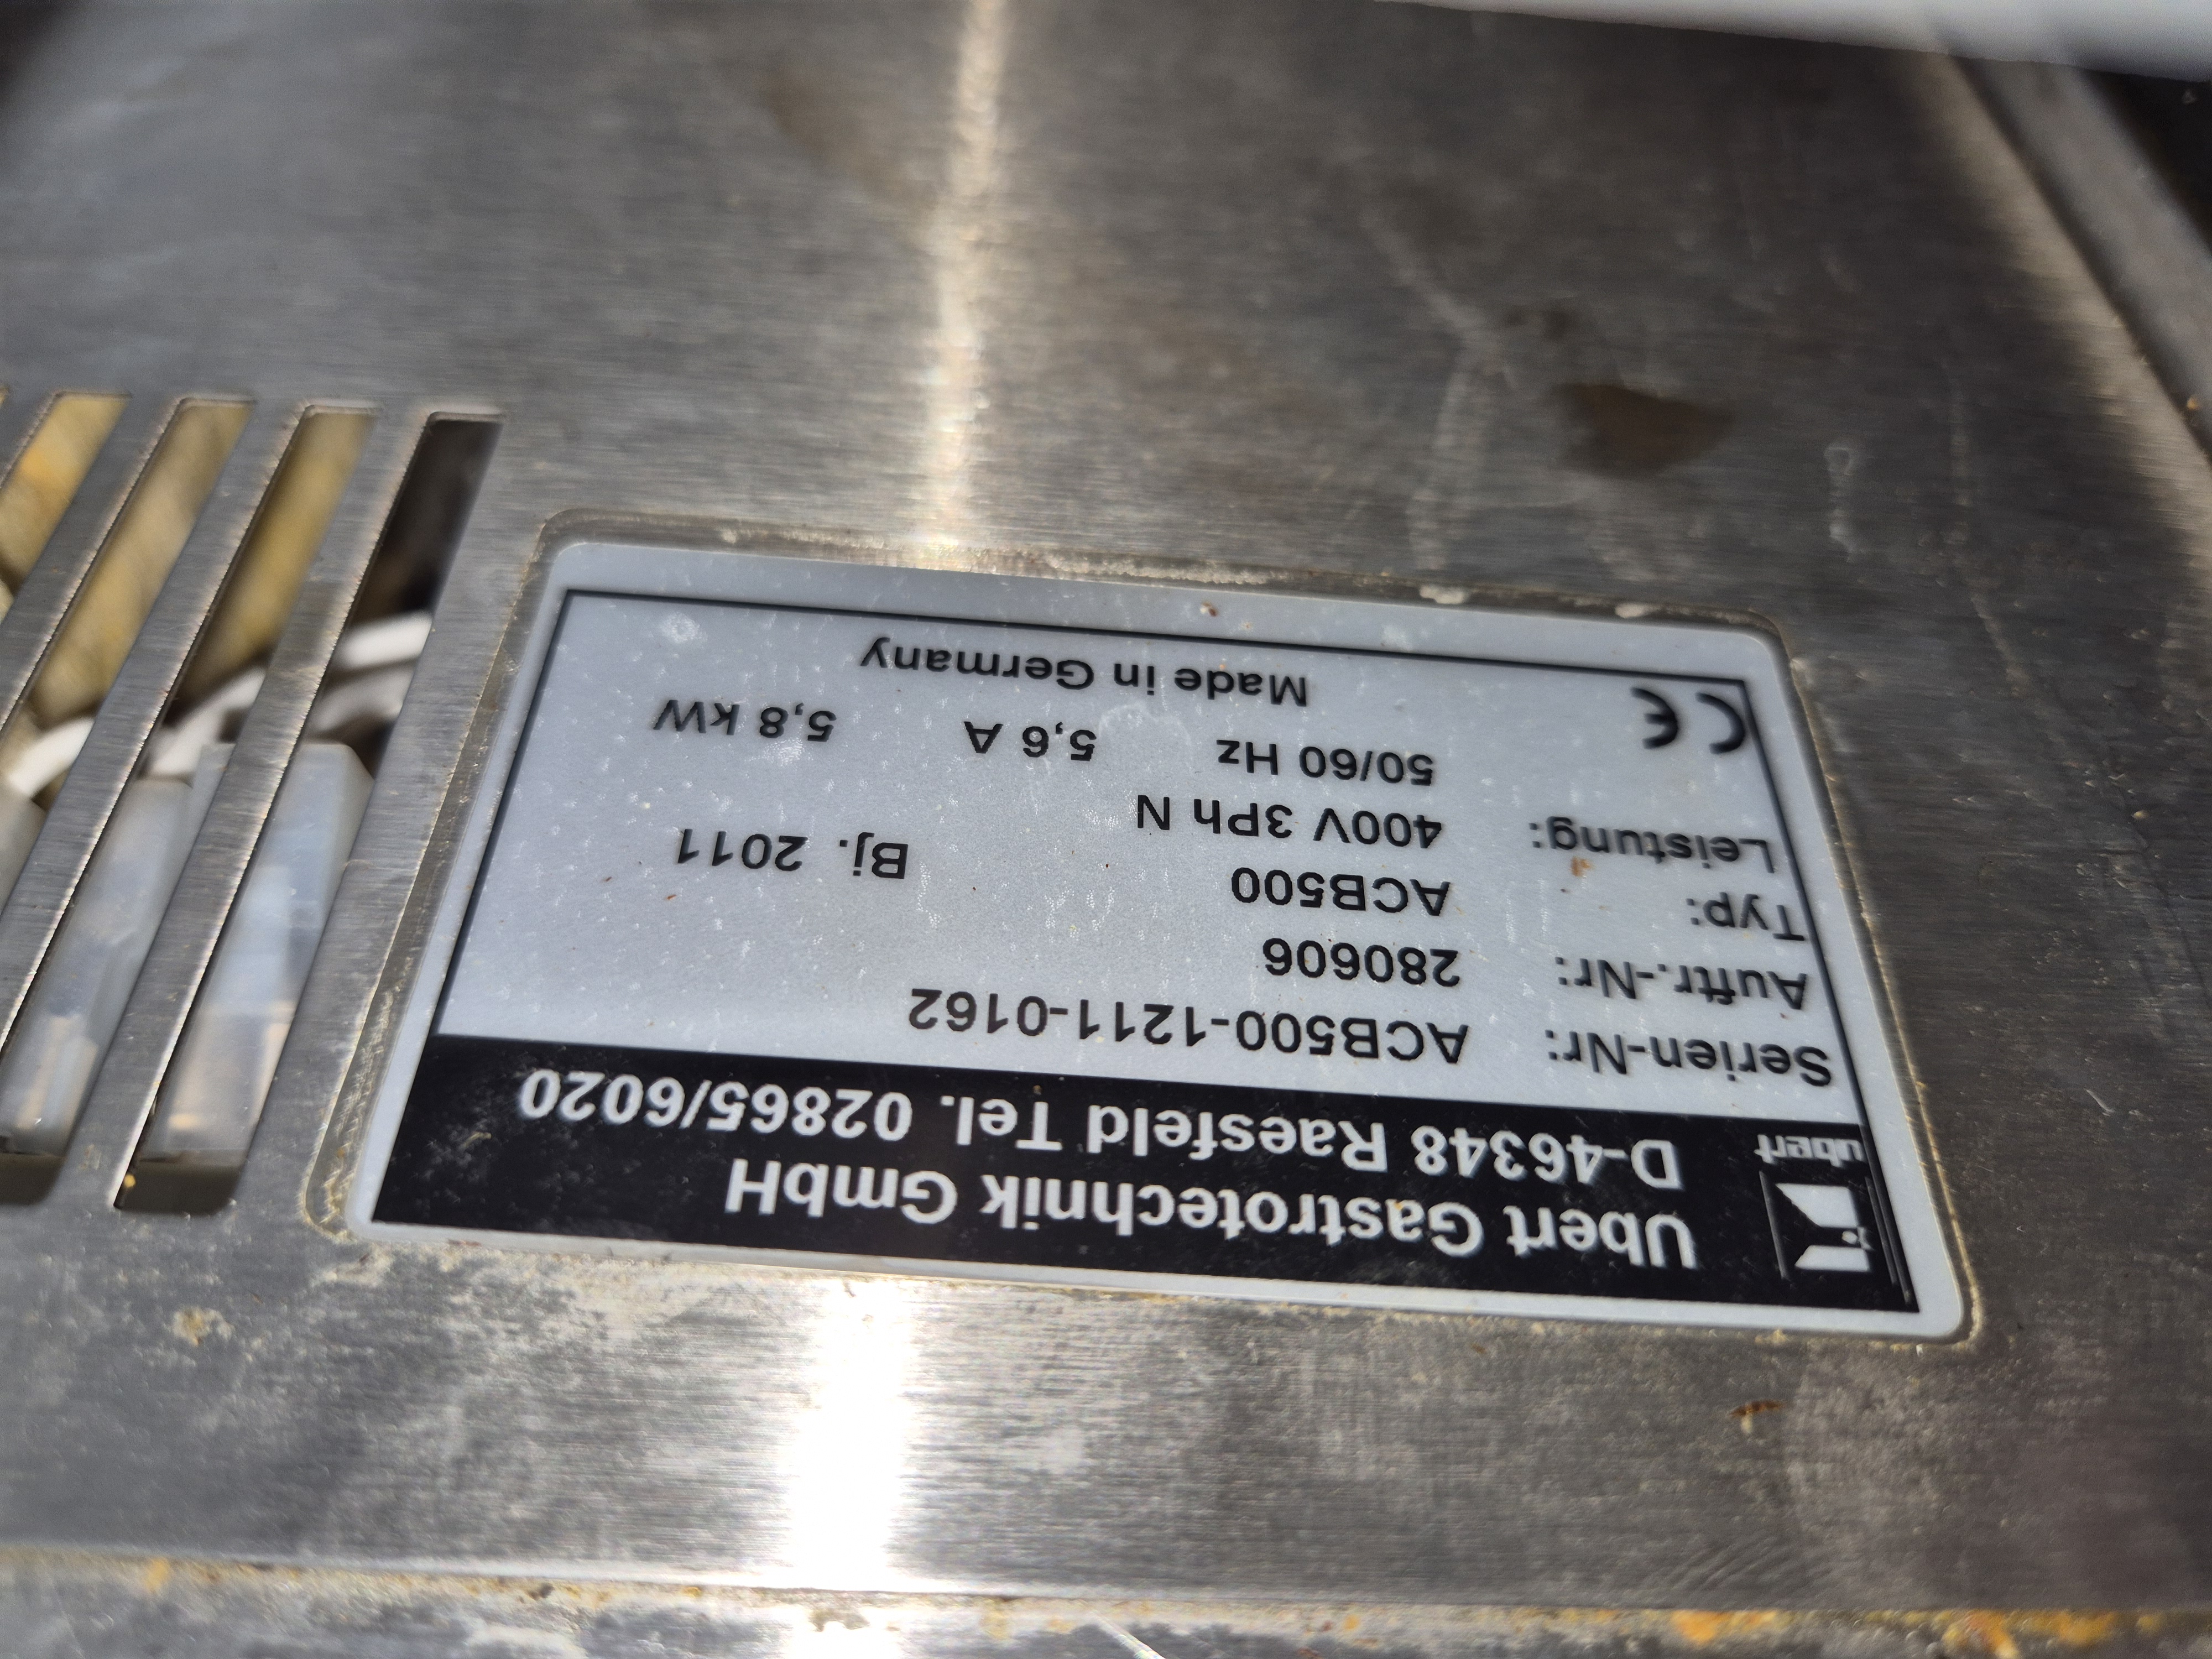 ubert
Ubert Gastrotechnik GmbH
D-46348 Raesfeld Tel. 02865/6020
Serien-Nr: ACB500-1211-0162
Auftr.-Nr: 280606
Typ: ACB500 Bj. 2011
Leistung: 400V 3Ph N
50/60 Hz 5,6 A 5,8 kW
CE Made in Germany